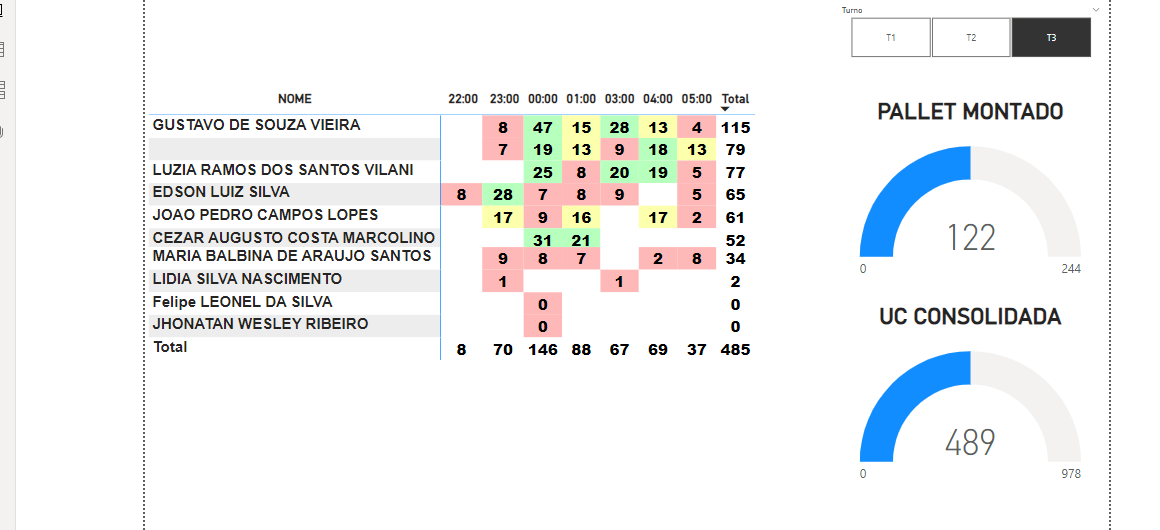 Turno
T1 T2 T3
NOME 22:00 23:00 00:00 01:00 03:00 04:00 05:00 Total
GUSTAVO DE SOUZA VIEIRA 8 47 15 28 13 4 115
7 19 13 9 18 13 79
LUZIA RAMOS DOS SANTOS VILANI 25 8 20 19 5 77
EDSON LUIZ SILVA 8 28 7 8 9 5 65
JOAO PEDRO CAMPOS LOPES 17 9 16 17 2 61
CEZAR AUGUSTO COSTA MARCOLINO 31 21 52
MARIA BALBINA DE ARAUJO SANTOS 9 8 7 2 8 34
LIDIA SILVA NASCIMENTO 1 1 2
Felipe LEONEL DA SILVA 0 0
JHONATAN WESLEY RIBEIRO 0 0
Total 8 70 146 88 67 69 37 485
PALLET MONTADO
122
0 244
UC CONSOLIDADA
489
0 978